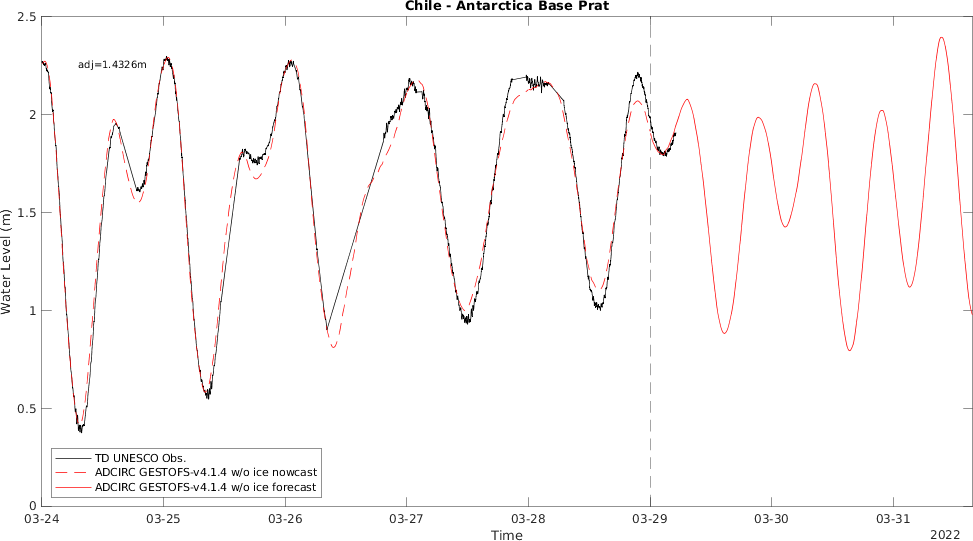 Chile - Antarctica Base Prat
adj=1.4326m
Water Level (m)
2.5
2
1.5
1
0.5
0
TD UNESCO Obs.
ADCIRC GESTOFS-v4.1.4 w/o ice nowcast
ADCIRC GESTOFS-v4.1.4 w/o ice forecast
03-24 03-25 03-26 03-27 03-28 03-29 03-30 03-31
Time
2022